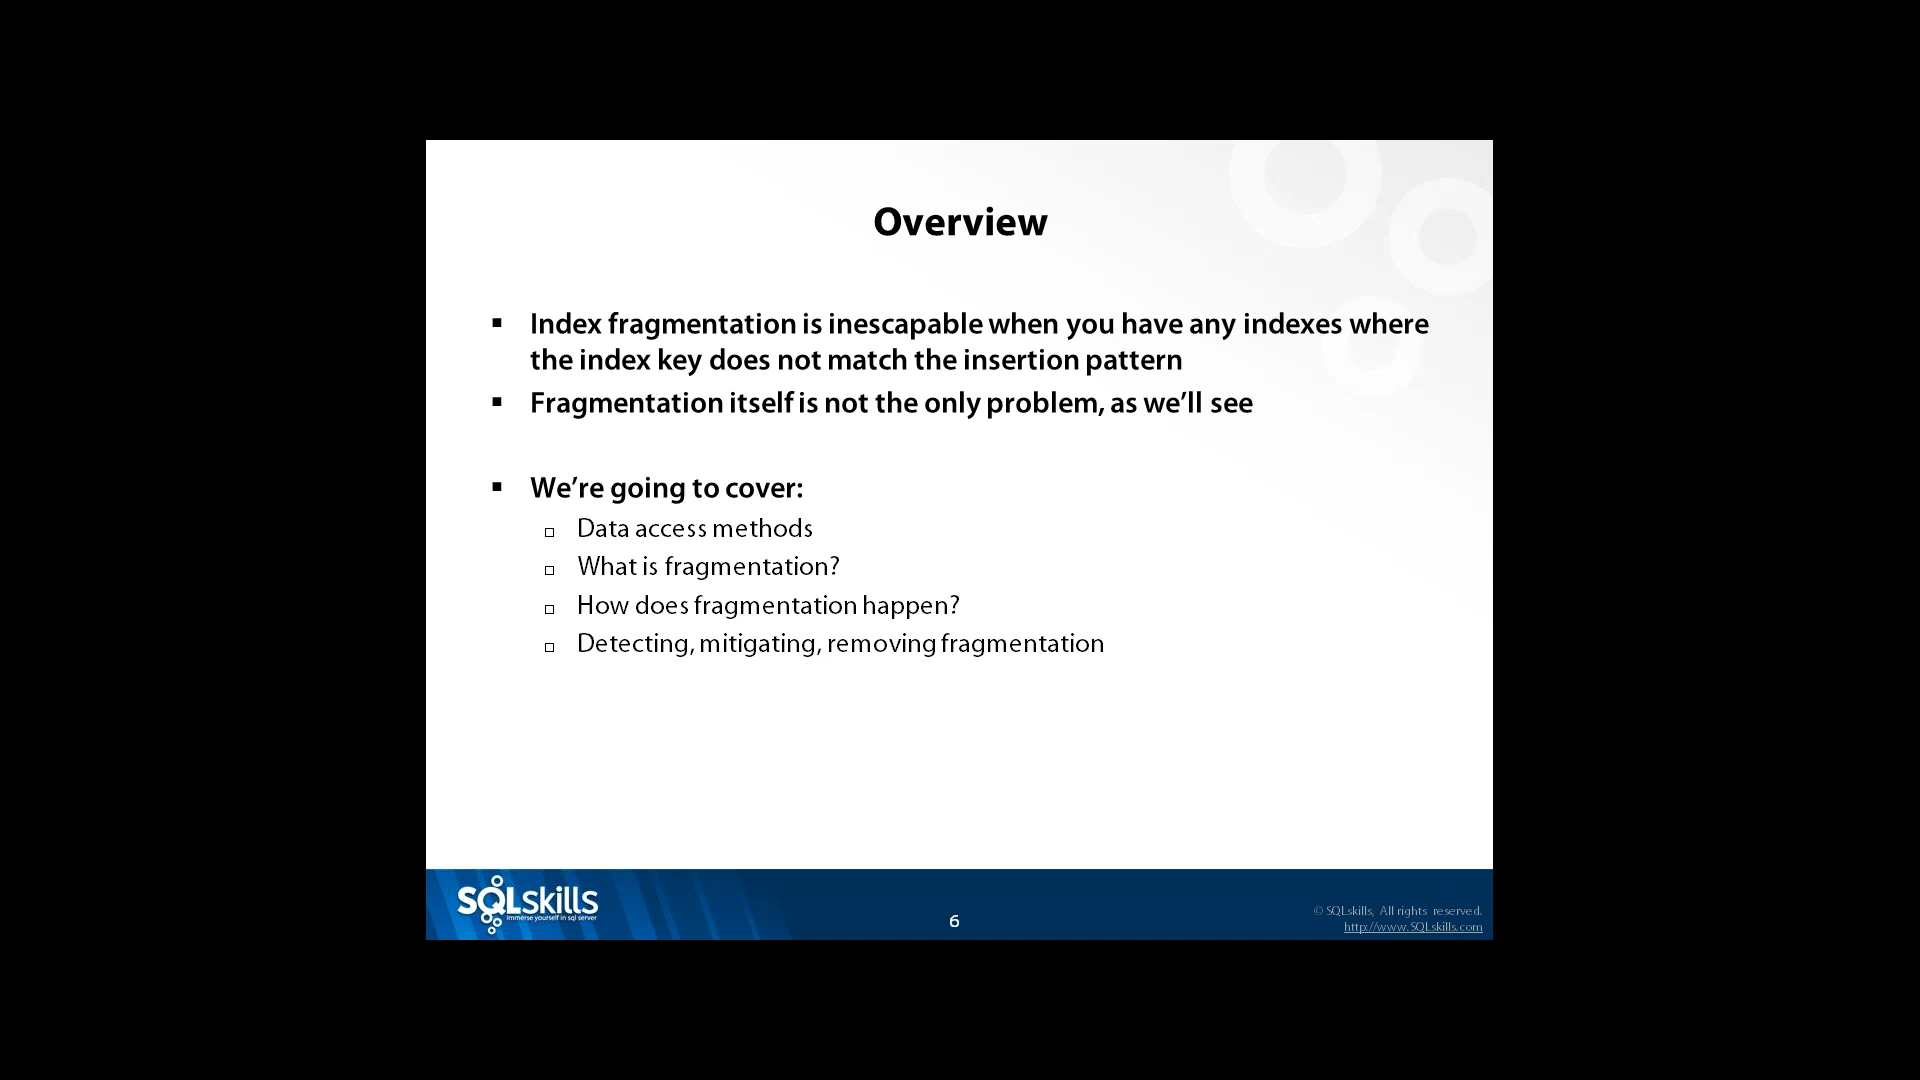 Overview
Index fragmentation is inescapable when you have any indexes where
the index key does not match the insertion pattern
Fragmentation itself is not the only problem, as we’ll see
We’re going to cover:
Data access methods
What is fragmentation?
How does fragmentation happen?
Detecting, mitigating, removing fragmentation
SQLskills
immerse yourself in sql server
6
© SQLskills, All rights reserved.
http://www.SQLskills.com